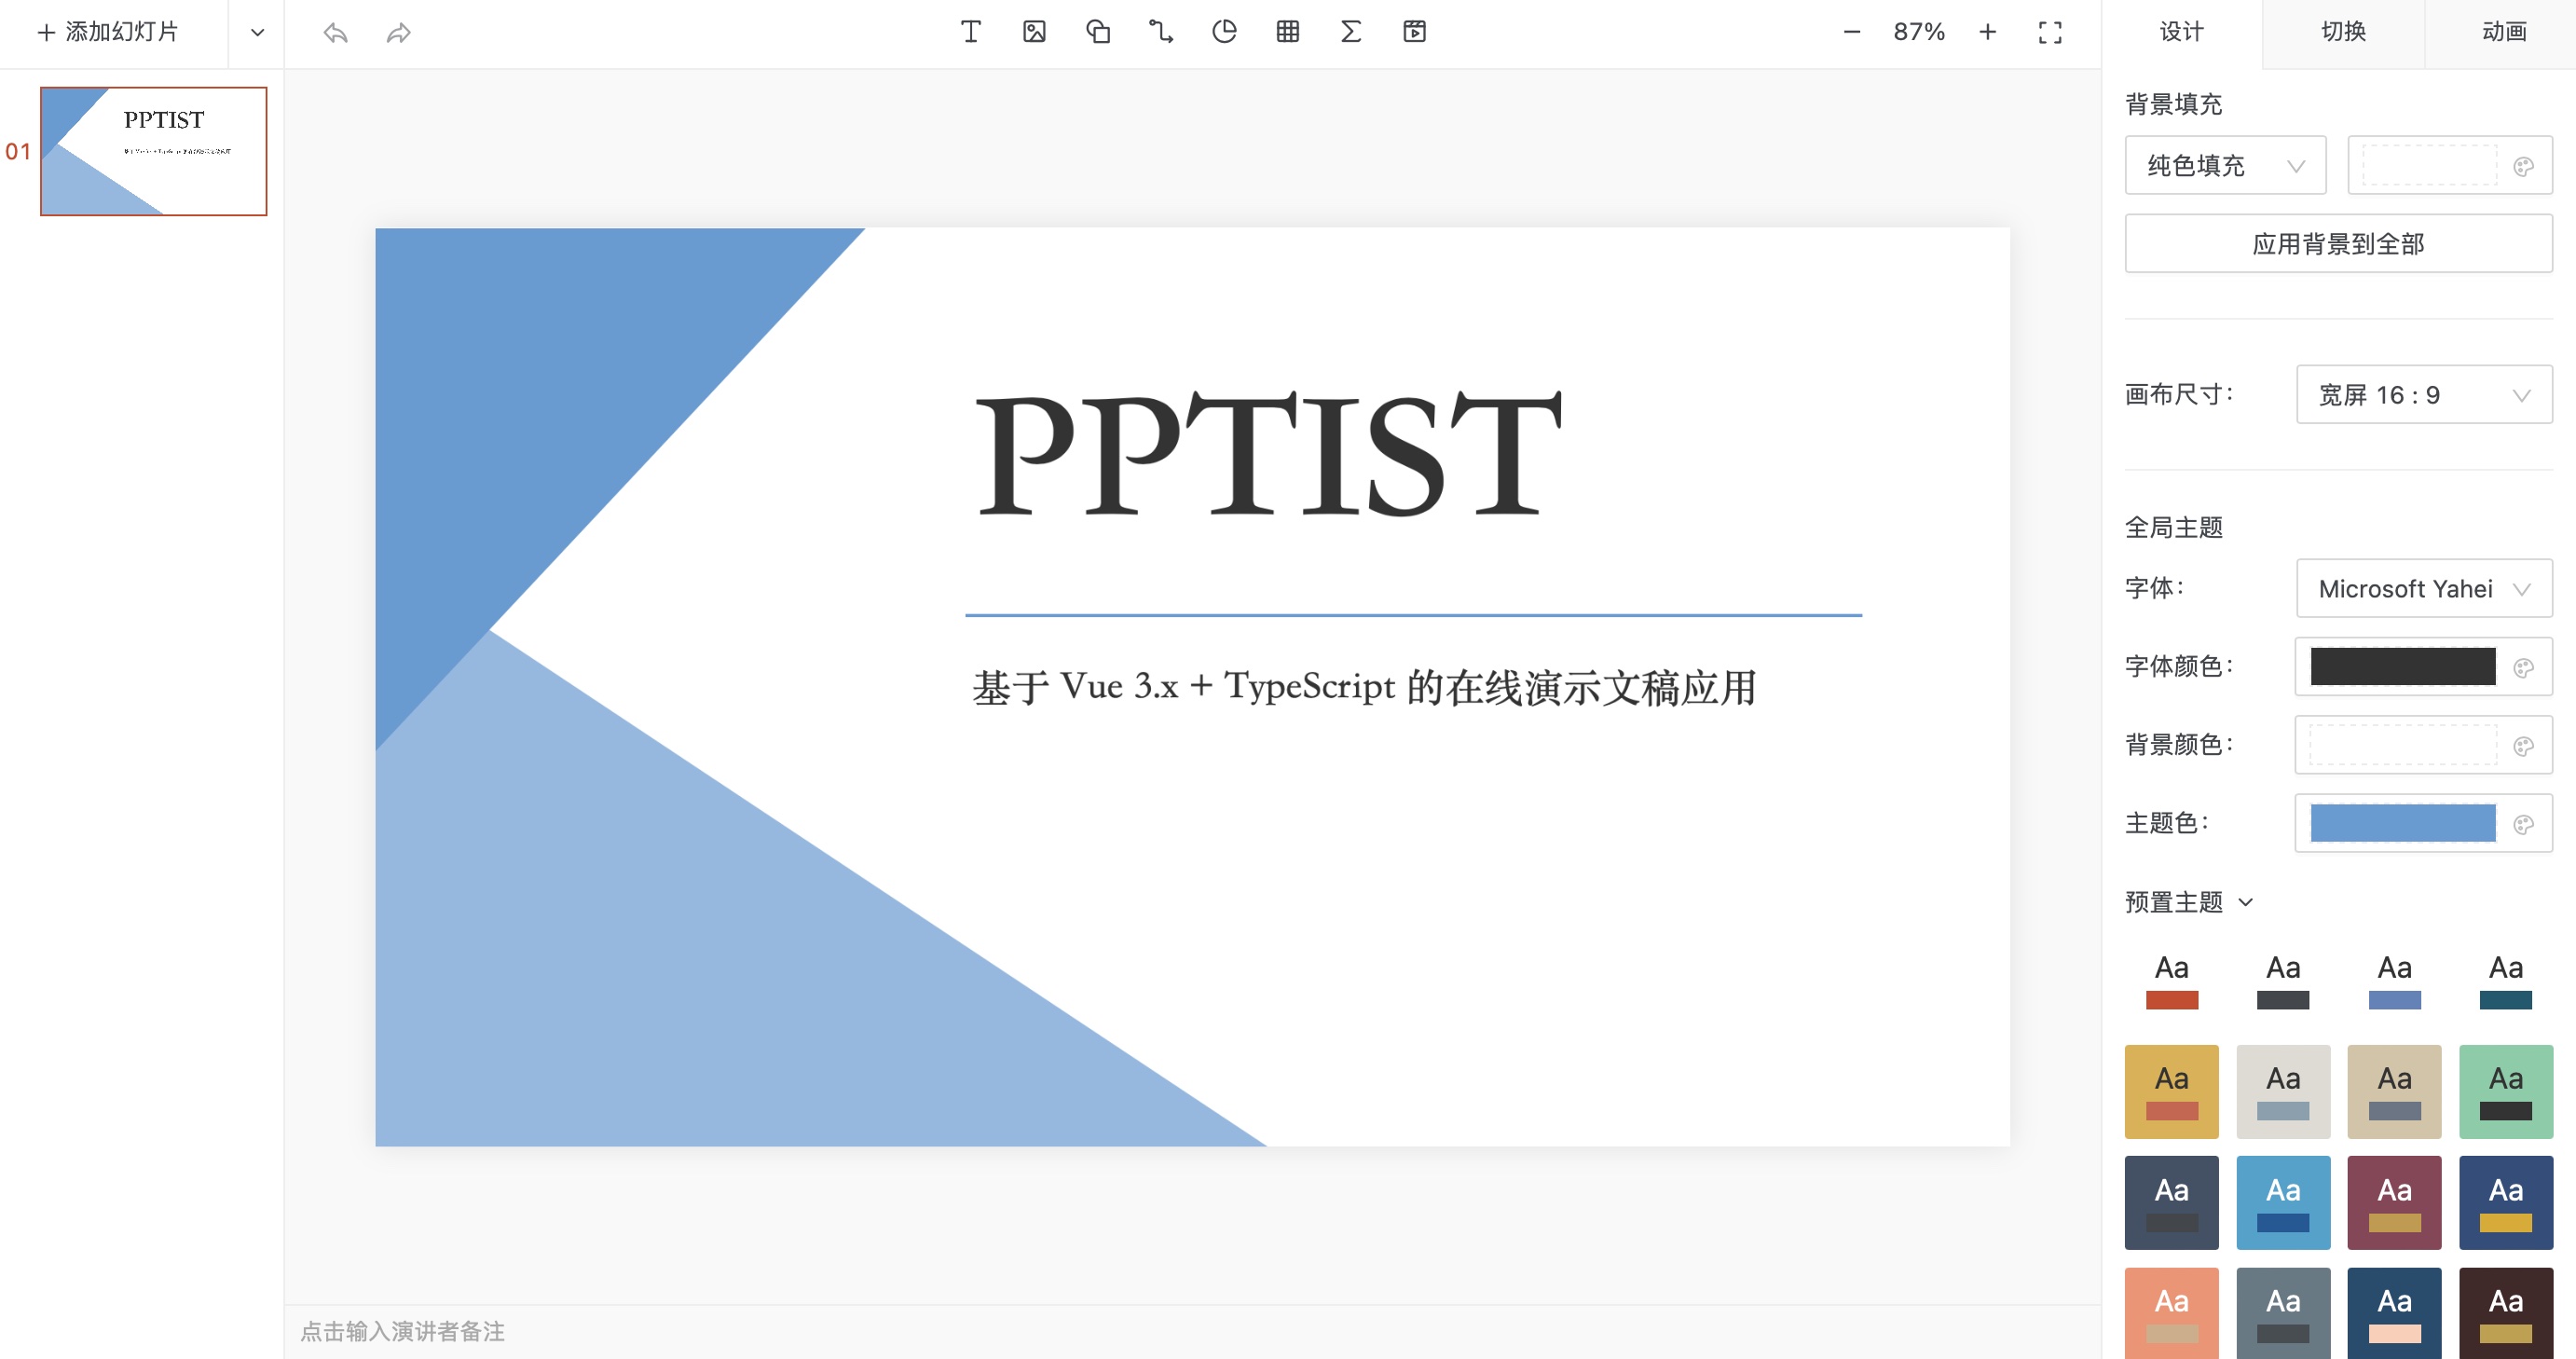 添加幻灯片
87%
设计
切换
动画
01
PPTIST
PPTIST
基于 Vue 3.x + TypeScript 的在线演示文稿应用
点击输入演讲者备注
背景填充
纯色填充
应用背景到全部
画布尺寸：
宽屏 16 : 9
全局主题
字体：
Microsoft Yahei
字体颜色：
背景颜色：
主题色：
预置主题
Aa Aa Aa Aa
Aa Aa Aa Aa
Aa Aa Aa Aa
Aa Aa Aa Aa